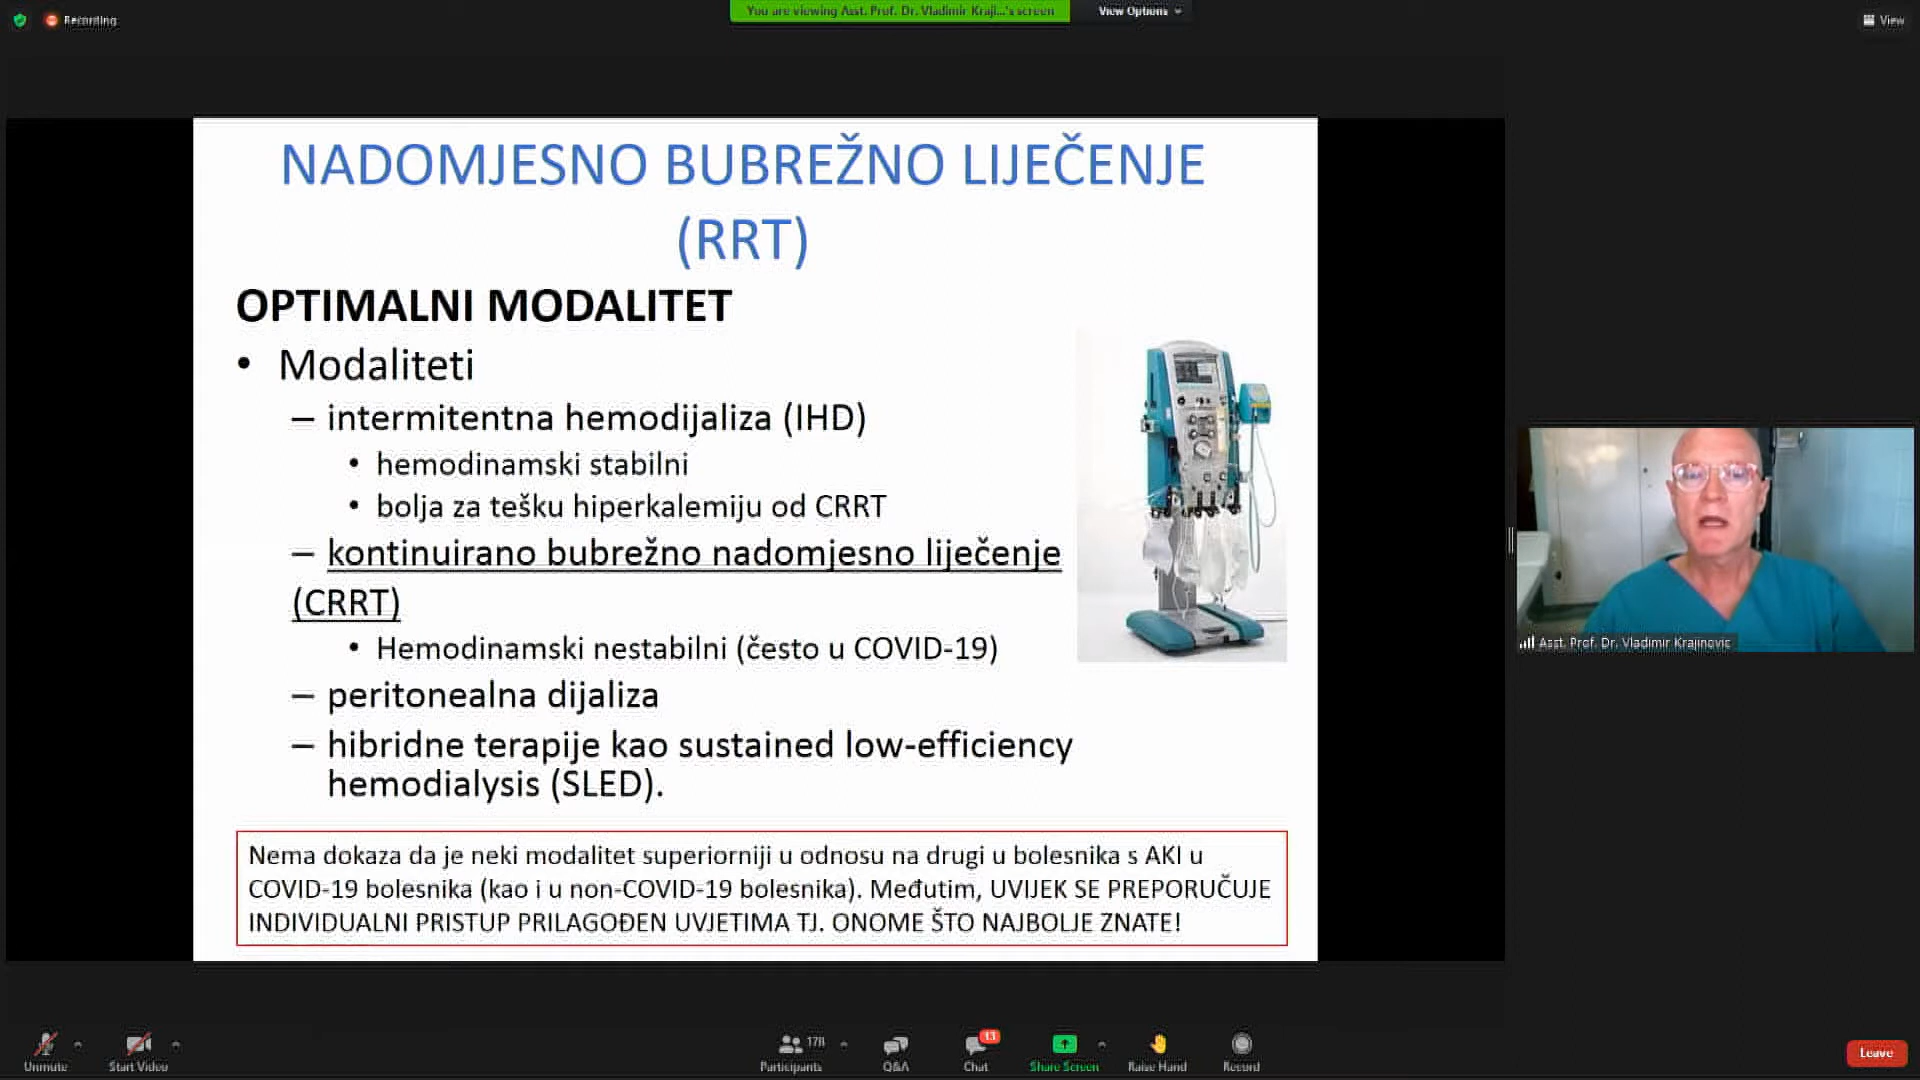 Recording
You are viewing Asst. Prof. Dr. Vladimir Kraji...'s screen
View Options
View
NADOMJESNO BUBREŽNO LIJEČENJE
(RRT)
OPTIMALNI MODALITET
• Modaliteti
– intermitentna hemodijaliza (IHD)
• hemodinamski stabilni
• bolja za tešku hiperkalemiju od CRRT
– kontinuirano bubrežno nadomjesno liječenje
(CRRT)
• Hemodinamski nestabilni (često u COVID-19)
– peritonealna dijaliza
– hibridne terapije kao sustained low-efficiency
hemodialysis (SLED).
Nema dokaza da je neki modalitet superiorniji u odnosu na drugi u bolesnika s AKI u
COVID-19 bolesnika (kao i u non-COVID-19 bolesnika). Međutim, UVIJEK SE PREPORUČUJE
INDIVIDUALNI PRISTUP PRILAGOĐEN UVJETIMA TJ. ONOME ŠTO NAJBOLJE ZNATE!
Asst. Prof. Dr. Vladimir Krajinovic
Unmute
Start Video
Participants
Q&A
13
Chat
Share Screen
Raise Hand
Record
Leave